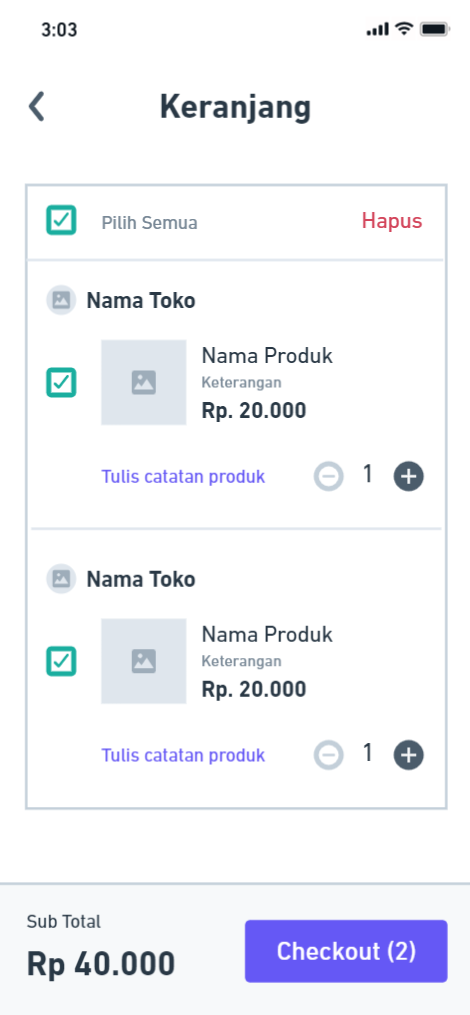 3:03
Keranjang
Pilih Semua Hapus
Nama Toko
Nama Produk
Keterangan
Rp. 20.000
Tulis catatan produk 1
Nama Toko
Nama Produk
Keterangan
Rp. 20.000
Tulis catatan produk 1
Sub Total
Rp 40.000
Checkout (2)